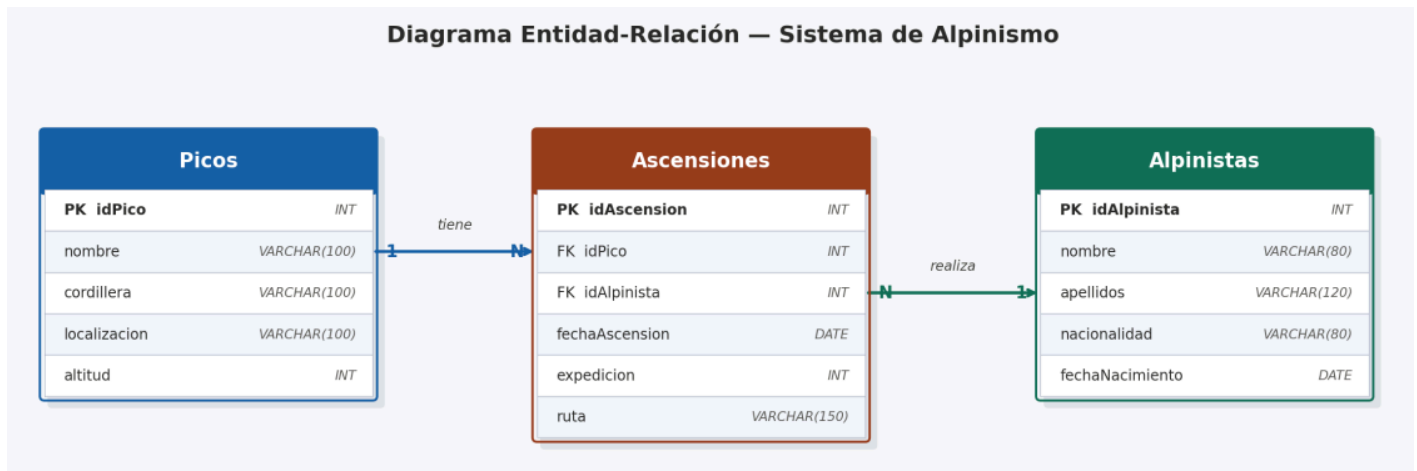 Diagrama Entidad-Relación — Sistema de Alpinismo
Picos
PK idPico INT
nombre VARCHAR(100)
cordillera VARCHAR(100)
localizacion VARCHAR(100)
altitud INT
1 tiene N
Ascensiones
PK idAscension INT
FK idPico INT
FK idAlpinista INT
fechaAscension DATE
expedicion INT
ruta VARCHAR(150)
N realiza 1
Alpinistas
PK idAlpinista INT
nombre VARCHAR(80)
apellidos VARCHAR(120)
nacionalidad VARCHAR(80)
fechaNacimiento DATE